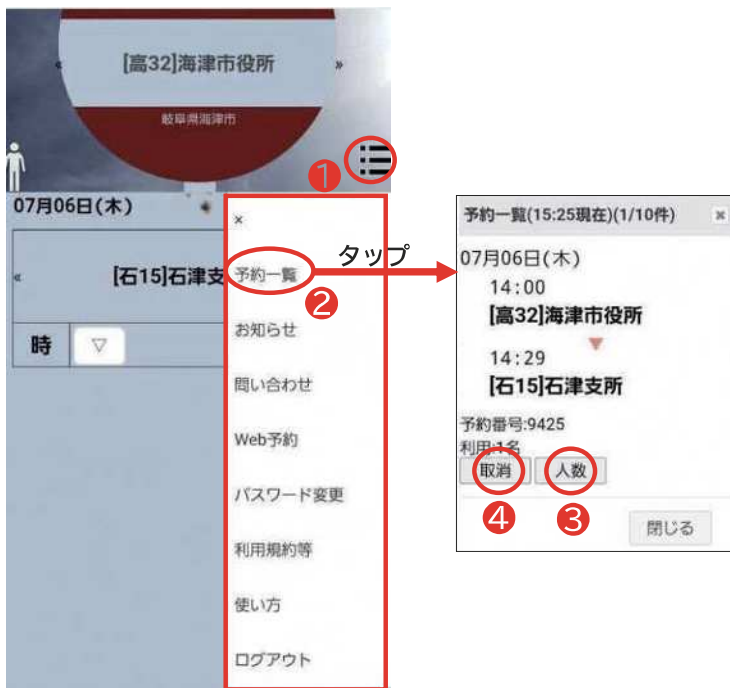 « [高32]海津市役所 »
岐阜県海津市
❶
07月06日(木)
« [石15]石津支
時 ▽
×
予約一覧
❷
お知らせ
問い合わせ
Web予約
パスワード変更
利用規約等
使い方
ログアウト
タップ
予約一覧(15:25現在)(1/10件) ×
07月06日(木)
14:00
[高32]海津市役所
▼
14:29
[石15]石津支所
予約番号:9425
利用:1名
取消 人数
❹ ❸
閉じる